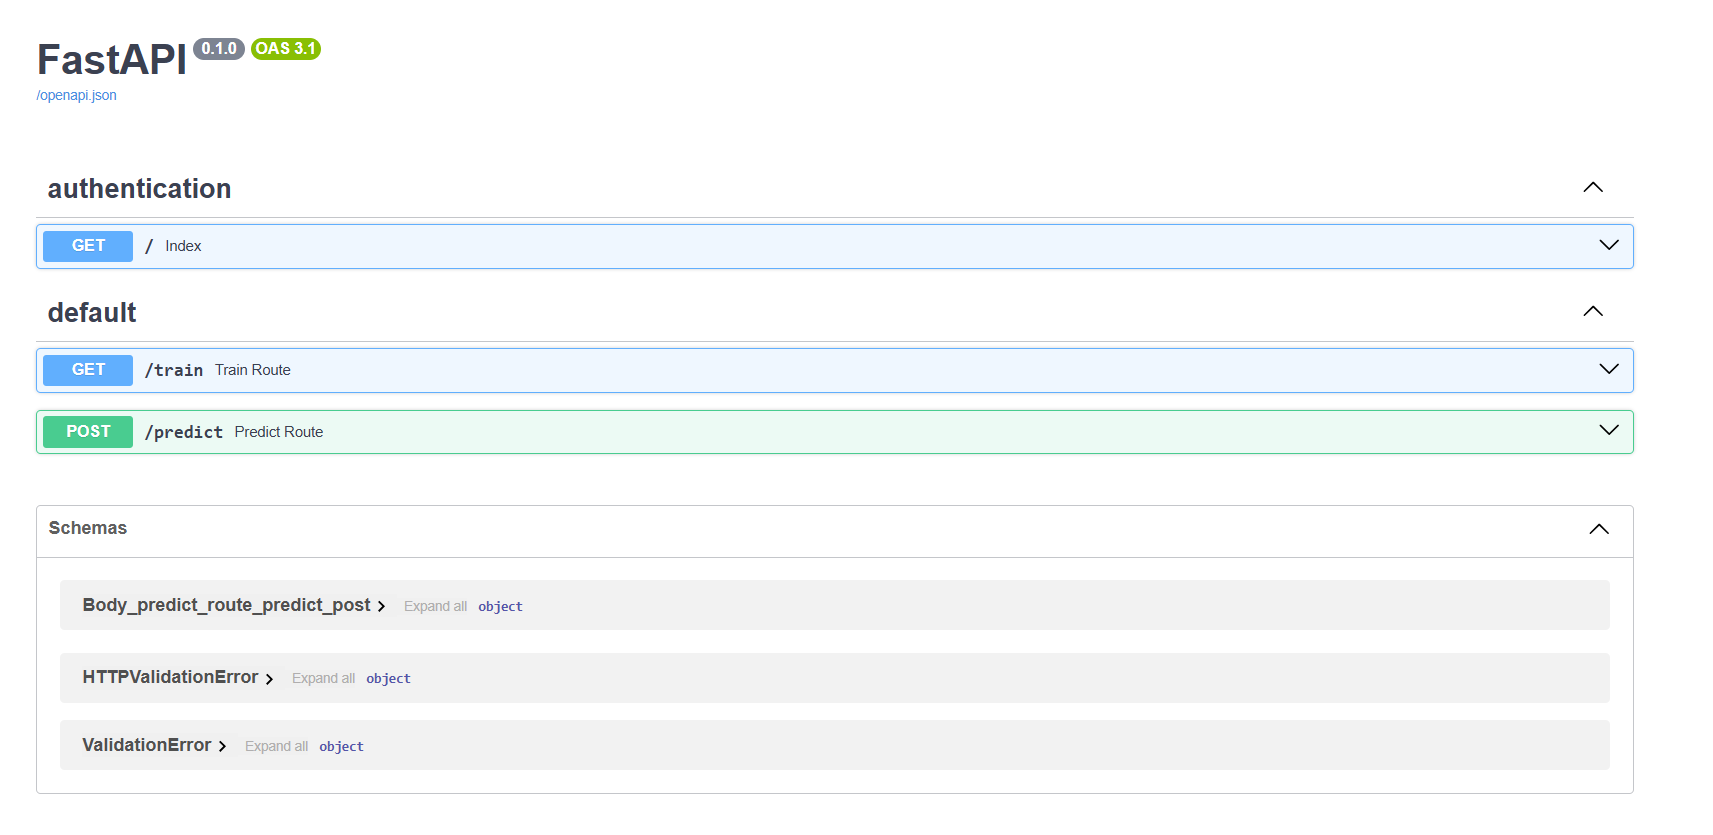 FastAPI 0.1.0 OAS 3.1
/openapi.json
authentication
GET / Index
default
GET /train Train Route
POST /predict Predict Route
Schemas
Body_predict_route_predict_post Expand all object
HTTPValidationError Expand all object
ValidationError Expand all object